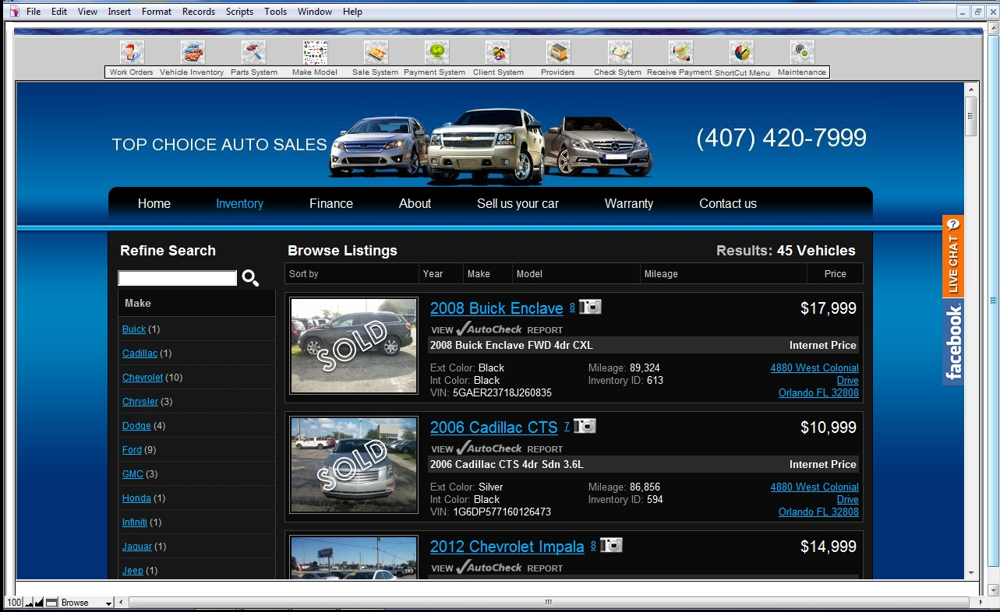 File Edit View Insert Format Records Scripts Tools Window Help
Work Orders Vehicle Inventory Parts System Make Model Sale System Payment System Client System Providers Check Sytem Receive Payment ShortCut Menu Maintenance
TOP CHOICE AUTO SALES
(407) 420-7999
Home Inventory Finance About Sell us your car Warranty Contact us
LIVE CHAT ?
facebook.
Refine Search
Make
Buick (1)
Cadillac (1)
Chevrolet (10)
Chrysler (3)
Dodge (4)
Ford (9)
GMC (3)
Honda (1)
Infiniti (1)
Jaguar (1)
Jeep (1)
Browse Listings
Results: 45 Vehicles
Sort by Year Make Model Mileage Price
SOLD
2008 Buick Enclave 8
$17,999
VIEW AutoCheck REPORT
2008 Buick Enclave FWD 4dr CXL Internet Price
Ext Color: Black Mileage: 89,324 4880 West Colonial
Int Color: Black Inventory ID: 613 Drive
VIN: 5GAER23718J260835 Orlando FL 32808
SOLD
2006 Cadillac CTS 7
$10,999
VIEW AutoCheck REPORT
2006 Cadillac CTS 4dr Sdn 3.6L Internet Price
Ext Color: Silver Mileage: 86,856 4880 West Colonial
Int Color: Black Inventory ID: 594 Drive
VIN: 1G6DP577160126473 Orlando FL 32808
2012 Chevrolet Impala 8
$14,999
VIEW AutoCheck REPORT
100 Browse